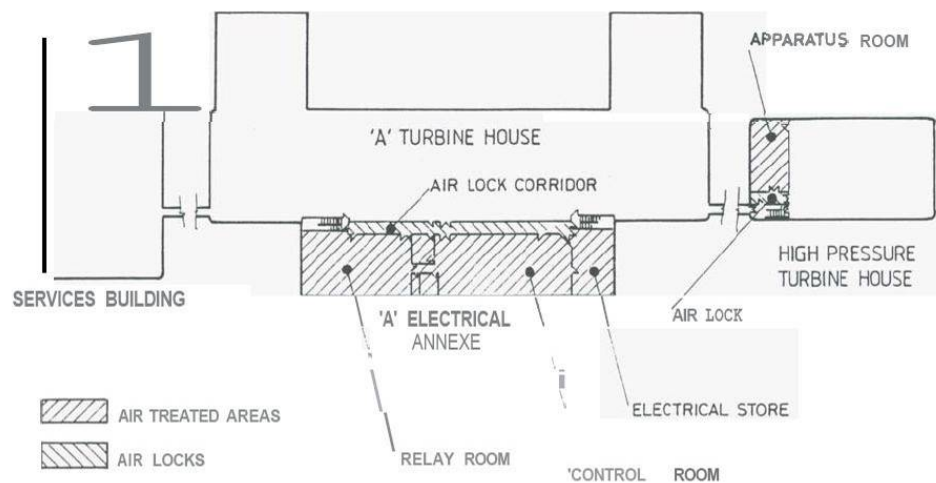 1
APPARATUS ROOM
'A' TURBINE HOUSE
AIR LOCK CORRIDOR
HIGH PRESSURE
TURBINE HOUSE
SERVICES BUILDING
'A' ELECTRICAL
ANNEXE
AIR LOCK
AIR TREATED AREAS
ELECTRICAL STORE
AIR LOCKS
RELAY ROOM
'CONTROL ROOM